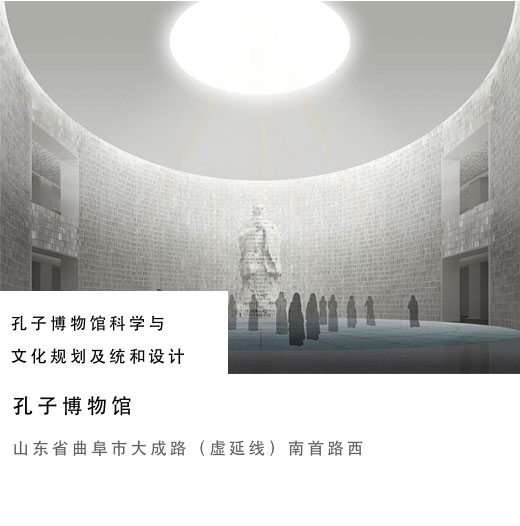 孔子博物馆科学与
文化规划及统和设计
孔子博物馆
山东省曲阜市大成路（虚延线）南首路西